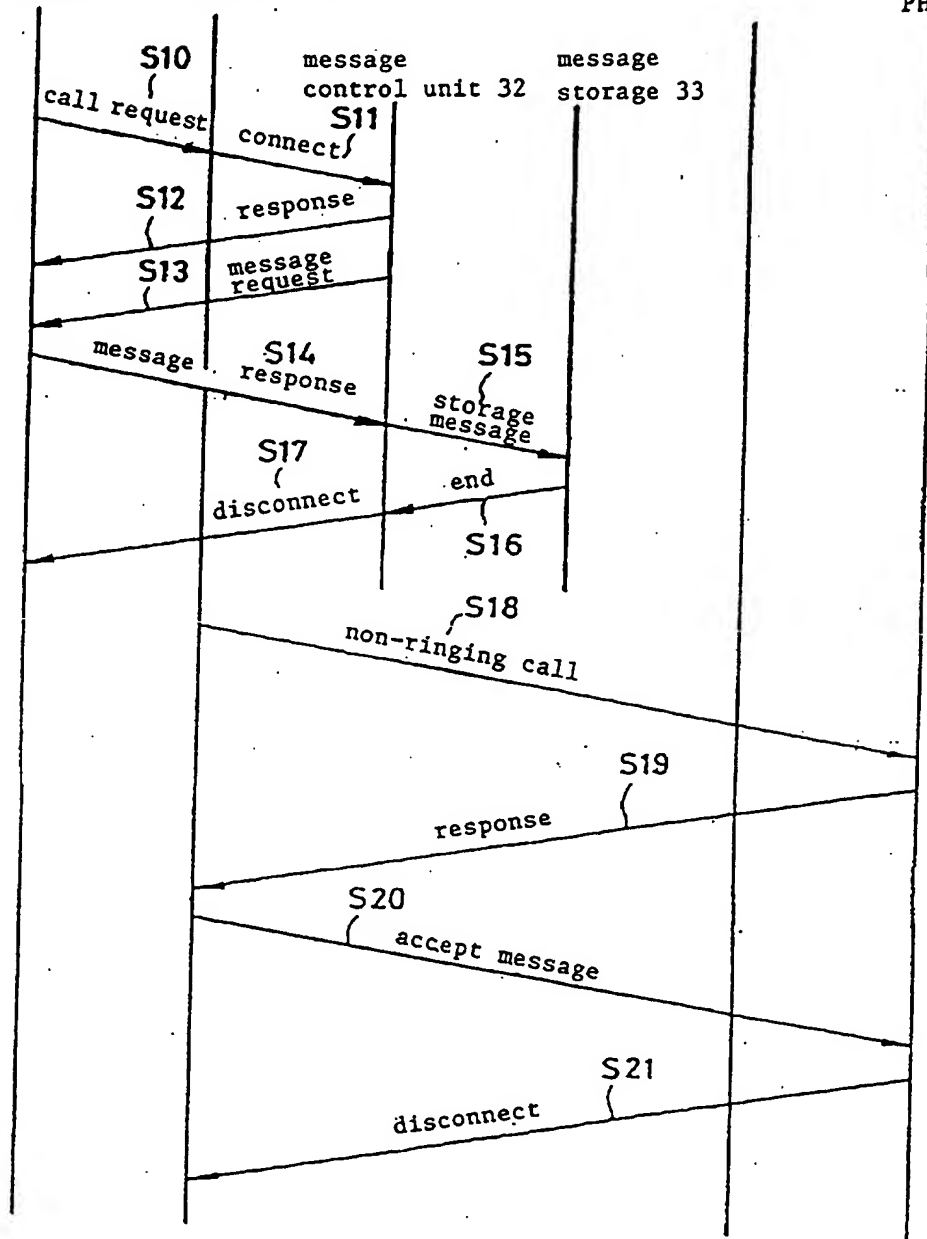 PH
S10
message
control unit 32
message
storage 33
call request
S11
connect
S12
response
S13
message
request
message response
S14
S15
storage
message
S17
disconnect
end
S16
S18
non-ringing call
S19
response
S20
accept message
S21
disconnect